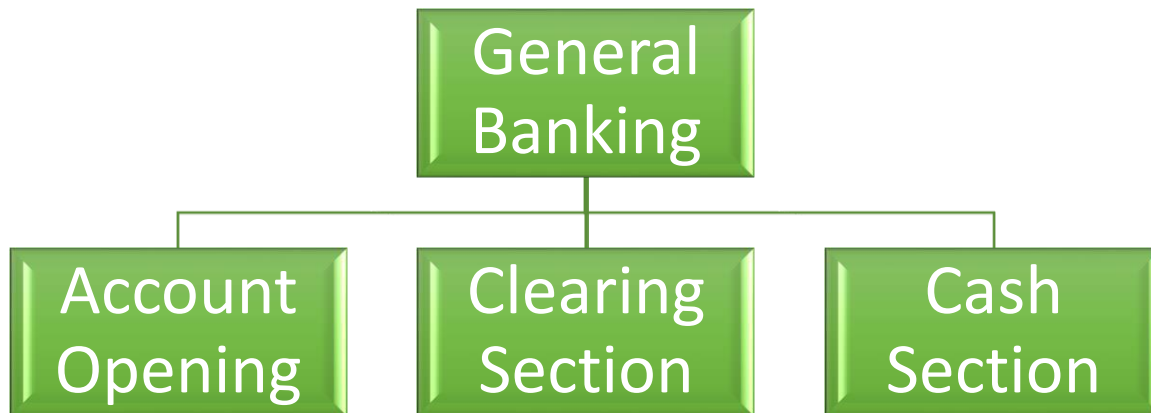 General
Banking
Account
Opening
Clearing
Section
Cash
Section